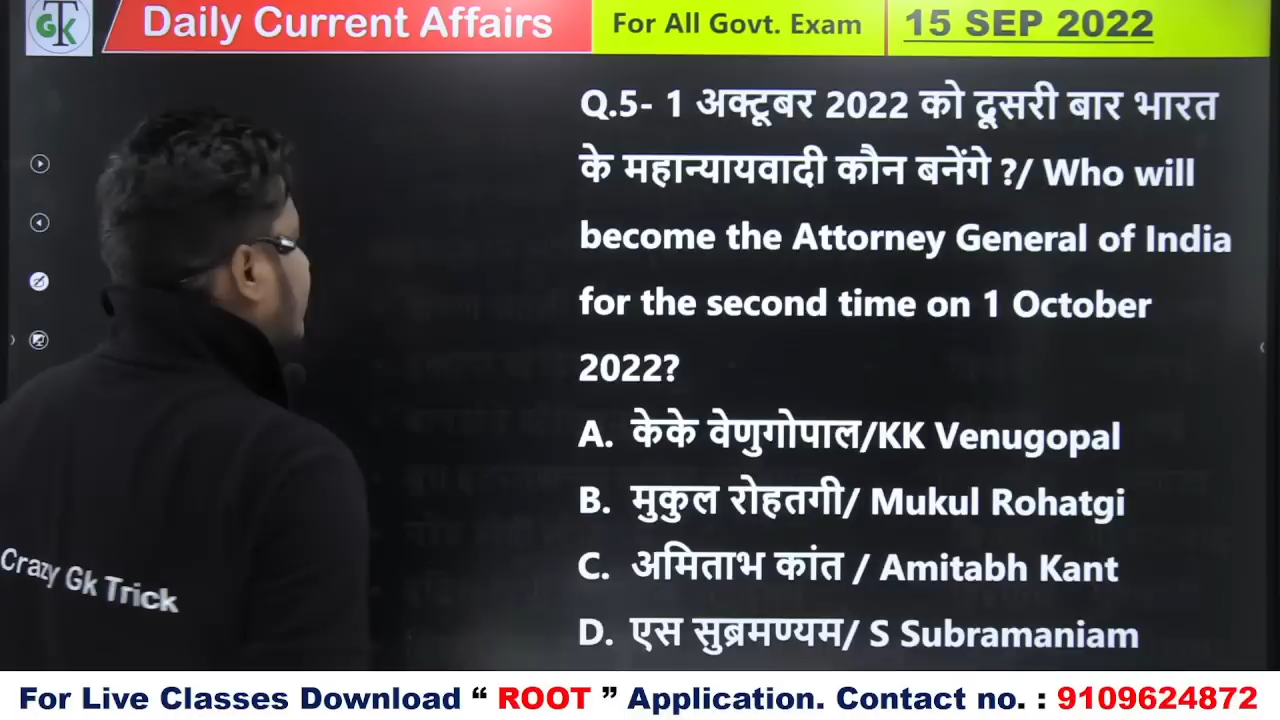 GTK
Daily Current Affairs
For All Govt. Exam
15 SEP 2022
Q.5- 1 अक्टूबर 2022 को दूसरी बार भारत
के महान्यायवादी कौन बनेंगे ?/ Who will
become the Attorney General of India
for the second time on 1 October
2022?
A. केके वेणुगोपाल/KK Venugopal
B. मुकुल रोहतगी/ Mukul Rohatgi
C. अमिताभ कांत / Amitabh Kant
D. एस सुब्रमण्यम/ S Subramaniam
Crazy Gk Trick
For Live Classes Download “ ROOT ” Application. Contact no. : 9109624872